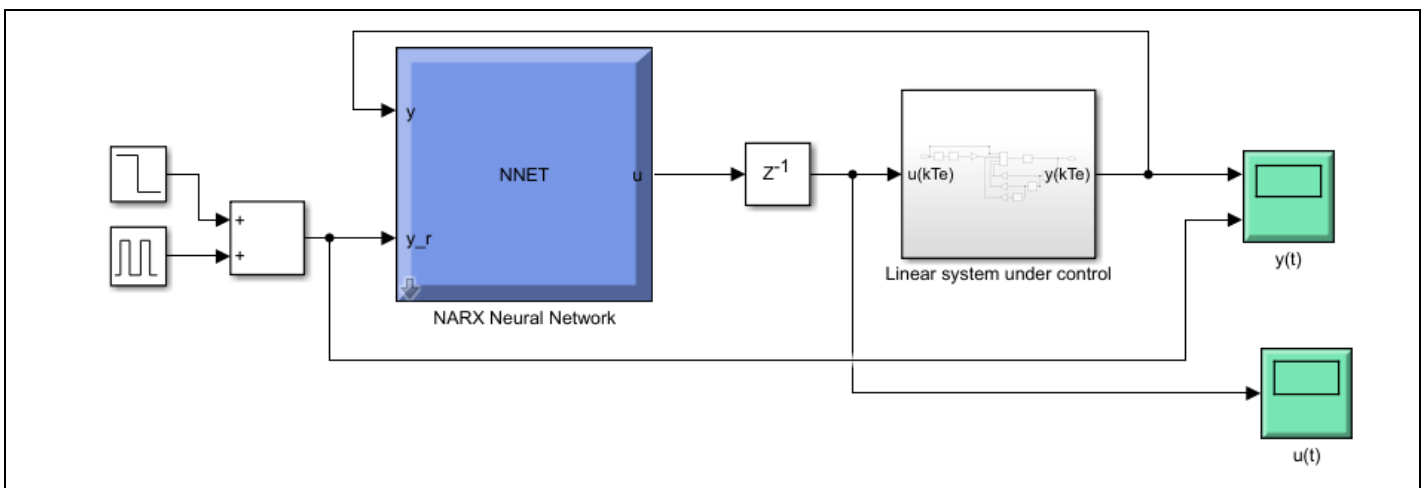 y
NNET
u
y_r
NARX Neural Network
+
+
Z-1
u(kTe)
y(kTe)
Linear system under control
y(t)
u(t)